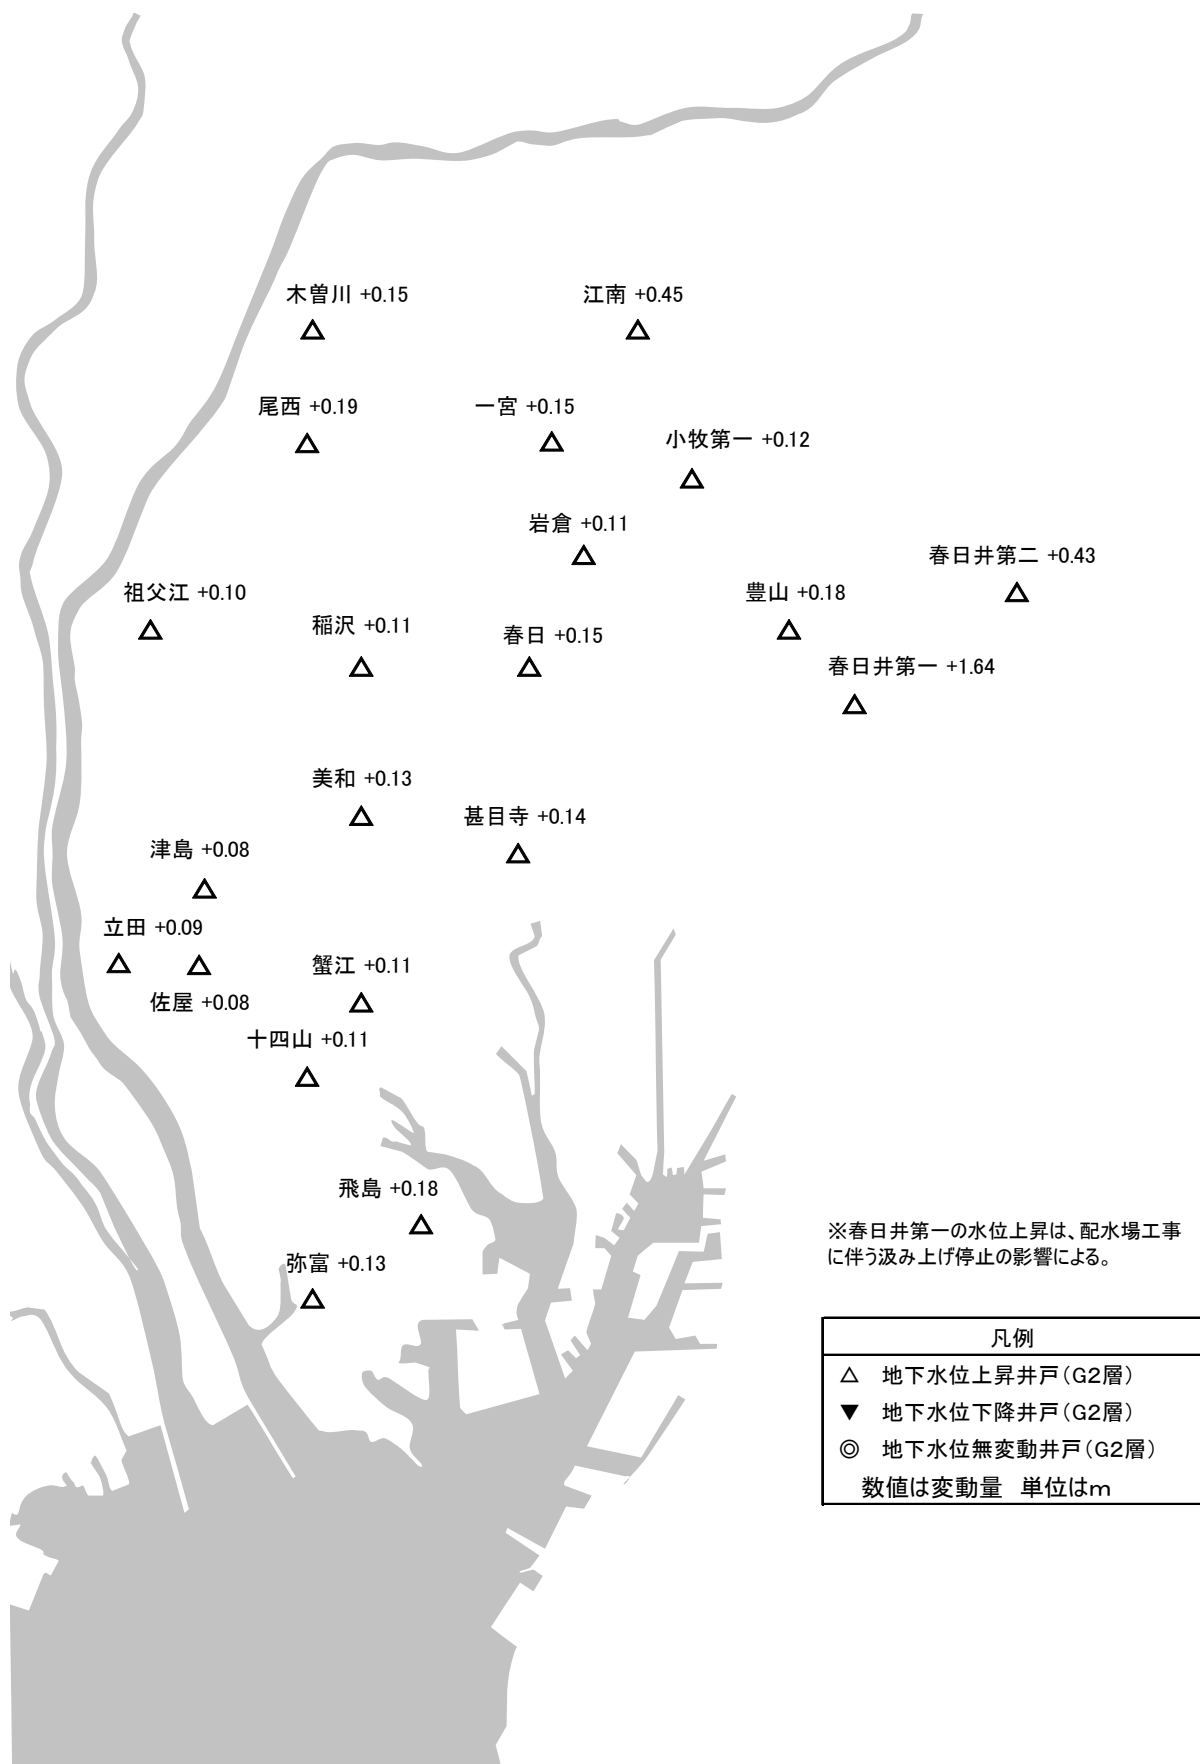 木曽川 +0.15
江南 +0.45
尾西 +0.19
一宮 +0.15
小牧第一 +0.12
岩倉 +0.11
春日井第二 +0.43
祖父江 +0.10
豊山 +0.18
稲沢 +0.11
春日 +0.15
春日井第一 +1.64
美和 +0.13
甚目寺 +0.14
津島 +0.08
立田 +0.09
蟹江 +0.11
佐屋 +0.08
十四山 +0.11
飛島 +0.18
※春日井第一の水位上昇は、配水場工事
に伴う汲み上げ停止の影響による。
弥富 +0.13
凡例
△ 地下水位上昇井戸(G2層)
▼ 地下水位下降井戸(G2層)
◎ 地下水位無変動井戸(G2層)
数値は変動量 単位はm